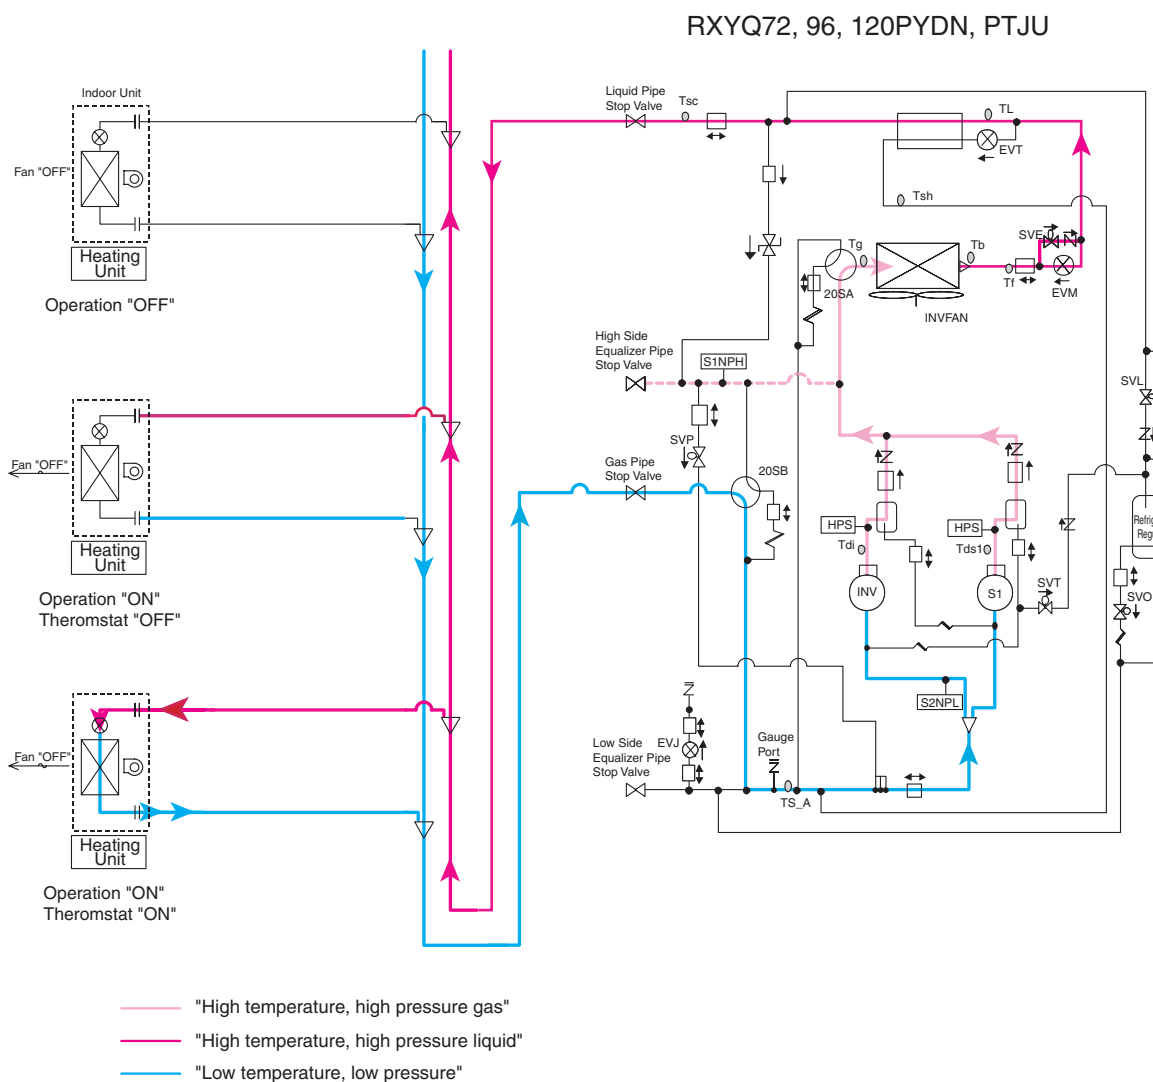 RXYQ72, 96, 120PYDN, PTJU
Indoor Unit
Fan "OFF"
Heating
Unit
Operation "OFF"
Fan "OFF"
Heating
Unit
Operation "ON"
Theromstat "OFF"
Fan "OFF"
Heating
Unit
Operation "ON"
Theromstat "ON"
Liquid Pipe
Stop Valve
Tsc
TL
EVT
Tsh
Tg
Tb
SVE
Tf
EVM
20SA
INVFAN
High Side
Equalizer Pipe
Stop Valve
S1NPH
SVL
SVP
Gas Pipe
Stop Valve
20SB
HPS
HPS
Tdi
Tds1
INV
S1
SVT
Refrig
Regu
SVO
S2NPL
Low Side
Equalizer Pipe
Stop Valve
EVJ
Gauge
Port
TS_A
"High temperature, high pressure gas"
"High temperature, high pressure liquid"
"Low temperature, low pressure"